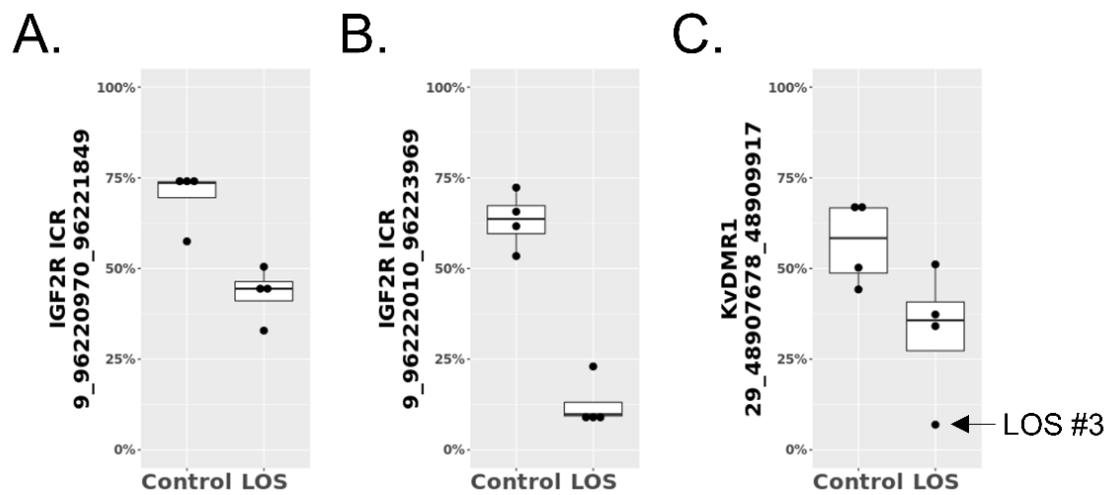 A.
IGF2R ICR
9_96220970_96221849
100%
75%
50%
25%
0%
Control LOS
B.
IGF2R ICR
9_96222010_96223969
100%
75%
50%
25%
0%
Control LOS
C.
KvDMR1
29_48907678_48909917
100%
75%
50%
25%
0%
Control LOS
LOS #3